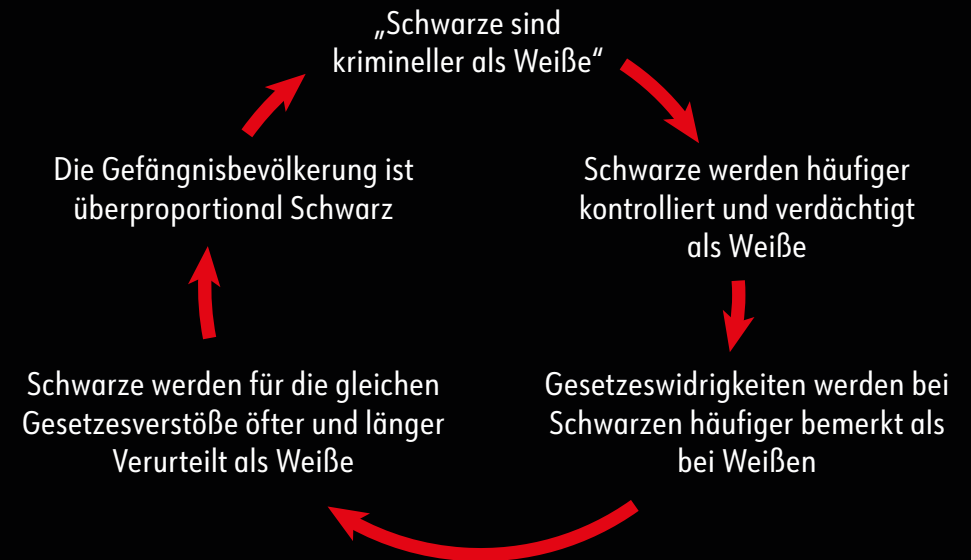 „Schwarze sind
krimineller als Weiße“
Schwarze werden häufiger
kontrolliert und verdächtigt
als Weiße
Gesetzeswidrigkeiten werden bei
Schwarzen häufiger bemerkt als
bei Weißen
Schwarze werden für die gleichen
Gesetzesverstöße öfter und länger
Verurteilt als Weiße
Die Gefängnisbevölkerung ist
überproportional Schwarz